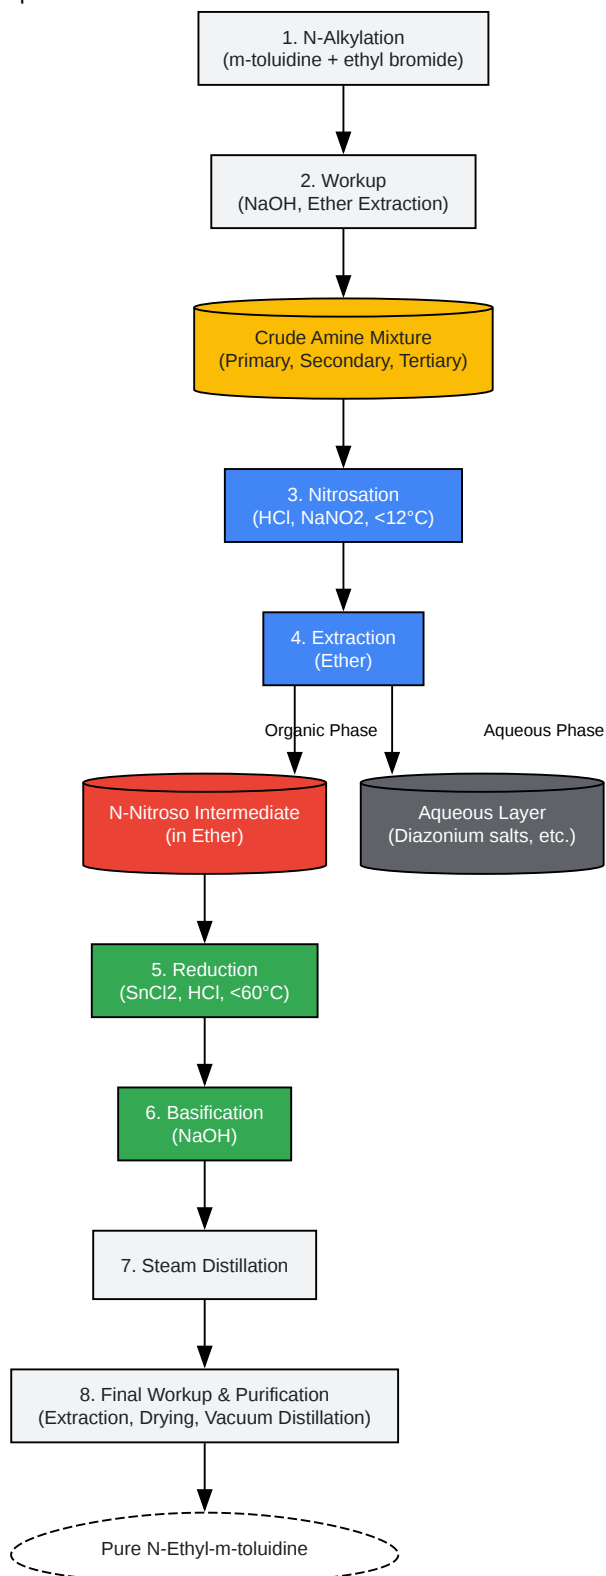 1. N-Alkylation
(m-toluidine + ethyl bromide)
2. Workup
(NaOH, Ether Extraction)
Crude Amine Mixture
(Primary, Secondary, Tertiary)
3. Nitrosation
(HCl, NaNO2, <12°C)
4. Extraction
(Ether)
Organic Phase
Aqueous Phase
N-Nitroso Intermediate
(in Ether)
Aqueous Layer
(Diazonium salts, etc.)
5. Reduction
(SnCl2, HCl, <60°C)
6. Basification
(NaOH)
7. Steam Distillation
8. Final Workup & Purification
(Extraction, Drying, Vacuum Distillation)
Pure N-Ethyl-m-toluidine